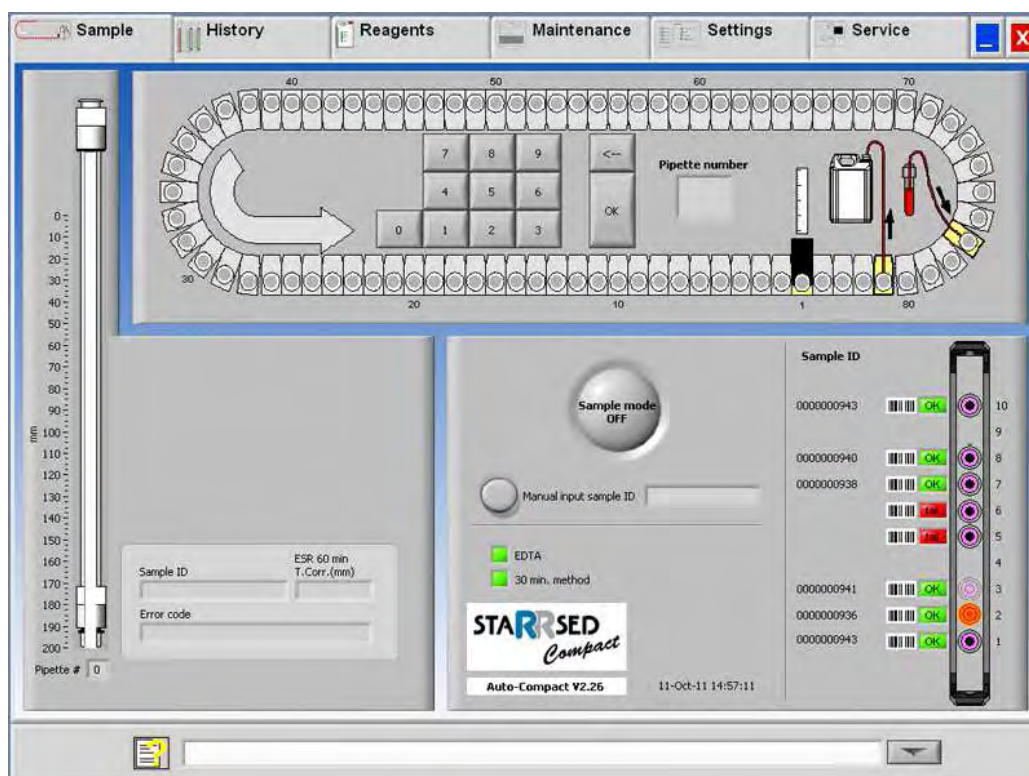 Sample
History
Reagents
Maintenance
Settings
Service
40
50
60
70
7 8 9 <--
4 5 6
OK
0 1 2 3
Pipette number
30
20
10
1
80
0
10
20
30
40
50
60
70
80
90
mm
100
110
120
130
140
150
160
170
180
190
200
Pipette # 0
Sample ID
ESR 60 min
T.Corr.(mm)
Error code
Sample mode
OFF
Manual input sample ID
EDTA
30 min. method
STARRSED
Compact
Auto-Compact V2.26
11-Oct-11 14:57:11
Sample ID
0000000943 OK 10
9
0000000940 OK 8
0000000938 OK 7
6
5
4
0000000941 OK 3
0000000936 OK 2
0000000943 OK 1
?